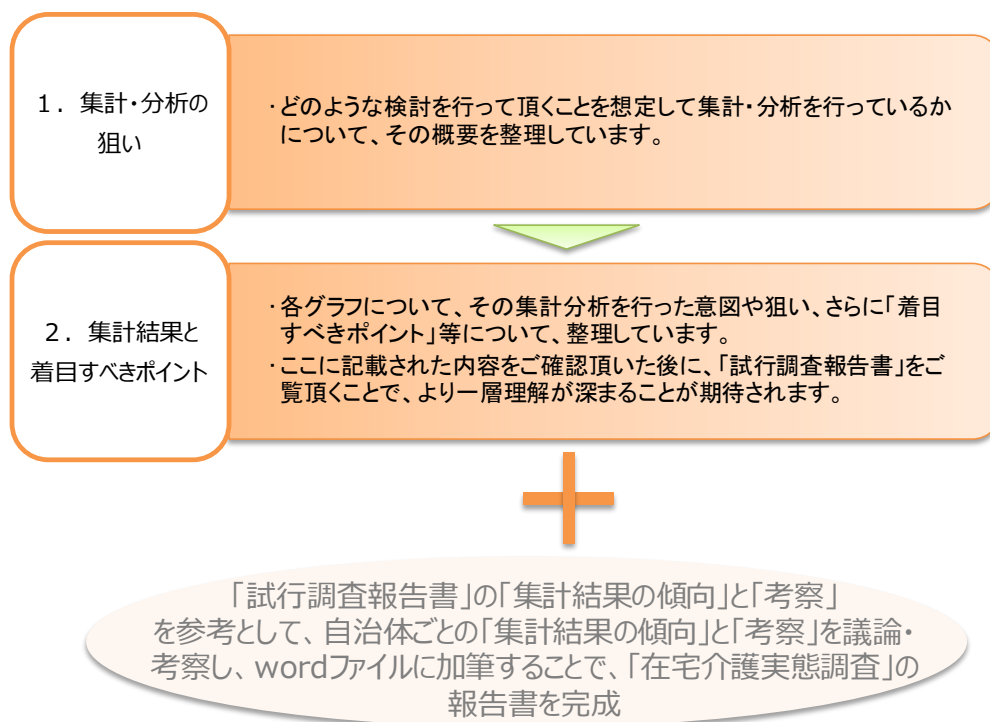 1．集計・分析の
狙い
・どのような検討を行って頂くことを想定して集計・分析を行っているか
について、その概要を整理しています。
2．集計結果と
着目すべきポイント
・各グラフについて、その集計分析を行った意図や狙い、さらに「着目
すべきポイント」等について、整理しています。
・ここに記載された内容をご確認頂いた後に、「試行調査報告書」をご
覧頂くことで、より一層理解が深まることが期待されます。
「試行調査報告書」の「集計結果の傾向」と「考察」
を参考として、自治体ごとの「集計結果の傾向」と「考察」を議論・
考察し、wordファイルに加筆することで、「在宅介護実態調査」の
報告書を完成